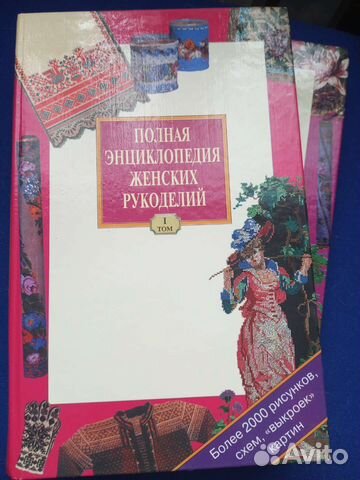 ПОЛНАЯ
ЭНЦИКЛОПЕДИЯ
ЖЕНСКИХ
РУКОДЕЛИЙ
I
ТОМ
Более 2000 рисунков,
схем, «выкроек»
картин
Avito